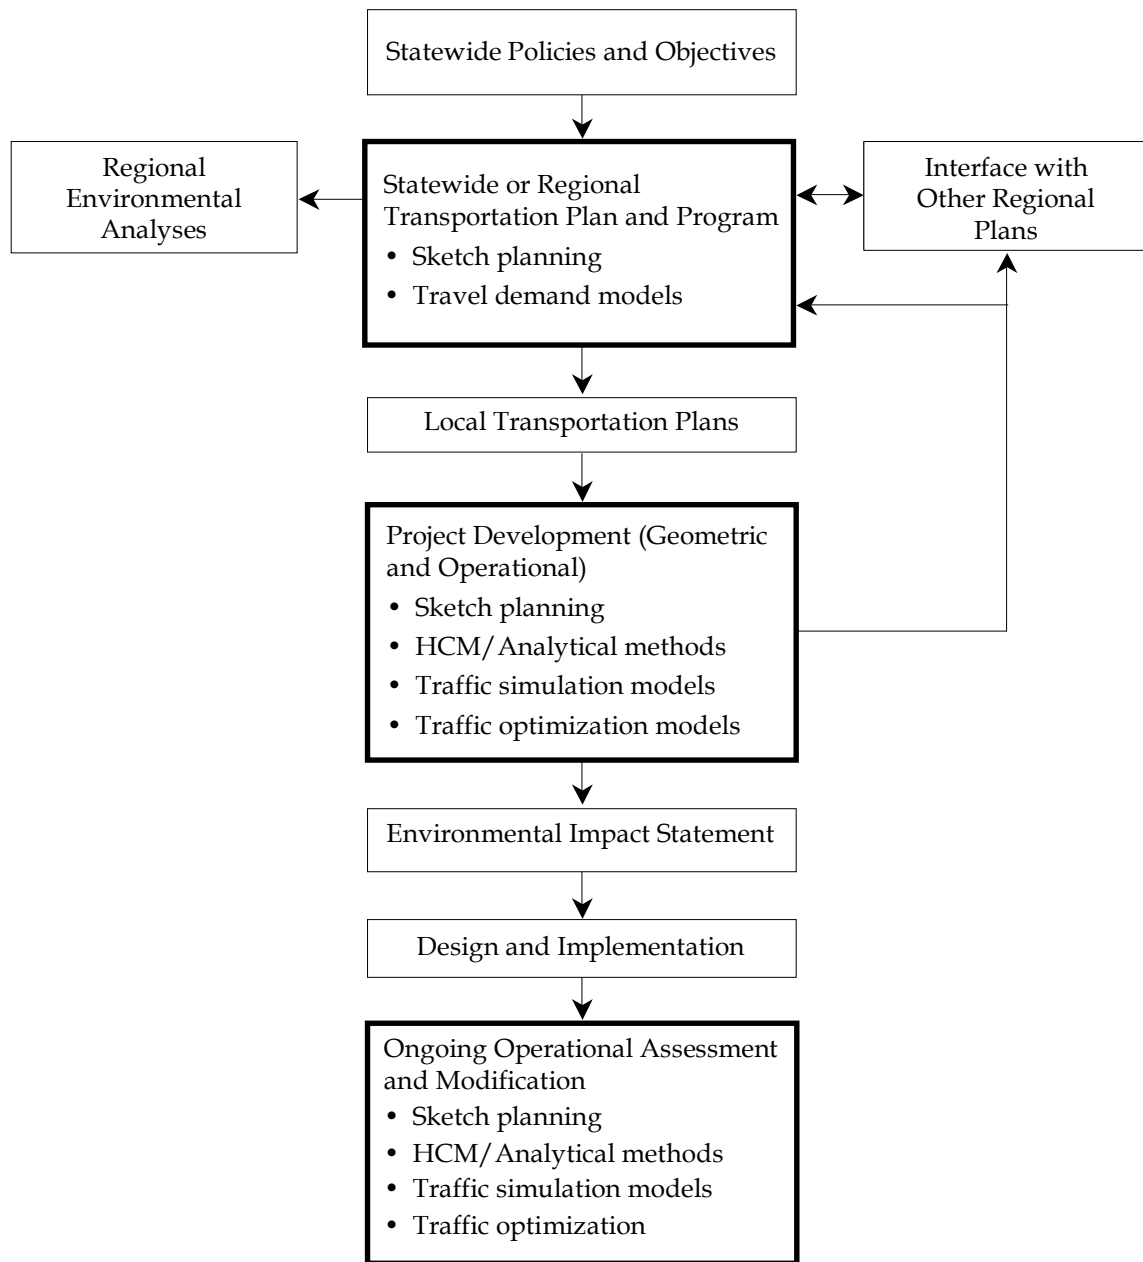 Statewide Policies and Objectives
Regional
Environmental
Analyses
Statewide or Regional
Transportation Plan and Program
• Sketch planning
• Travel demand models
Interface with
Other Regional
Plans
Local Transportation Plans
Project Development (Geometric
and Operational)
• Sketch planning
• HCM/Analytical methods
• Traffic simulation models
• Traffic optimization models
Environmental Impact Statement
Design and Implementation
Ongoing Operational Assessment
and Modification
• Sketch planning
• HCM/Analytical methods
• Traffic simulation models
• Traffic optimization